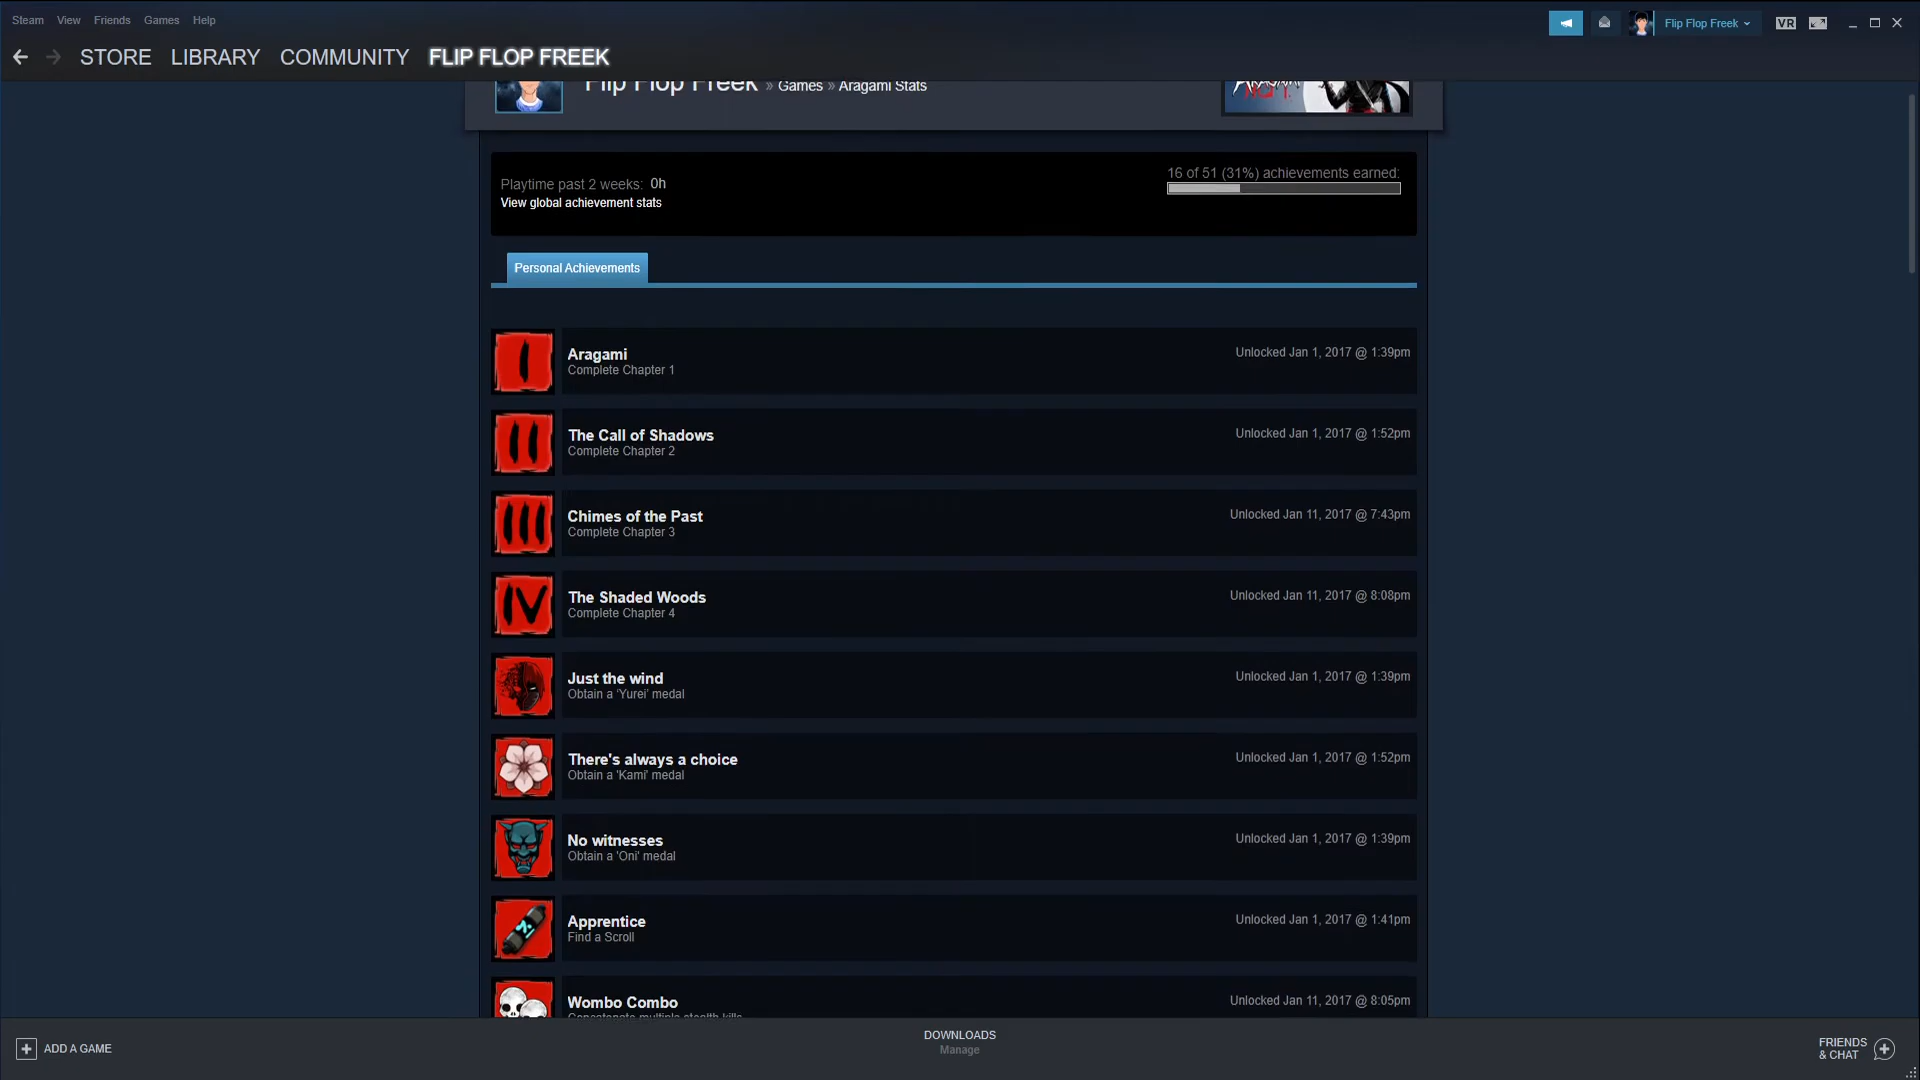 Steam View Friends Games Help
Flip Flop Freek
VR
STORE LIBRARY COMMUNITY FLIP FLOP FREEK
Flip Flop Freek » Games » Aragami Stats
Playtime past 2 weeks: 0h
View global achievement stats
16 of 51 (31%) achievements earned:
Personal Achievements
Aragami
Complete Chapter 1
Unlocked Jan 1, 2017 @ 1:39pm
The Call of Shadows
Complete Chapter 2
Unlocked Jan 1, 2017 @ 1:52pm
Chimes of the Past
Complete Chapter 3
Unlocked Jan 11, 2017 @ 7:43pm
The Shaded Woods
Complete Chapter 4
Unlocked Jan 11, 2017 @ 8:08pm
Just the wind
Obtain a 'Yurei' medal
Unlocked Jan 1, 2017 @ 1:39pm
There's always a choice
Obtain a 'Kami' medal
Unlocked Jan 1, 2017 @ 1:52pm
No witnesses
Obtain a 'Oni' medal
Unlocked Jan 1, 2017 @ 1:39pm
Apprentice
Find a Scroll
Unlocked Jan 1, 2017 @ 1:41pm
Wombo Combo
Concatenate multiple stealth kills
Unlocked Jan 11, 2017 @ 8:05pm
ADD A GAME
DOWNLOADS
Manage
FRIENDS
& CHAT